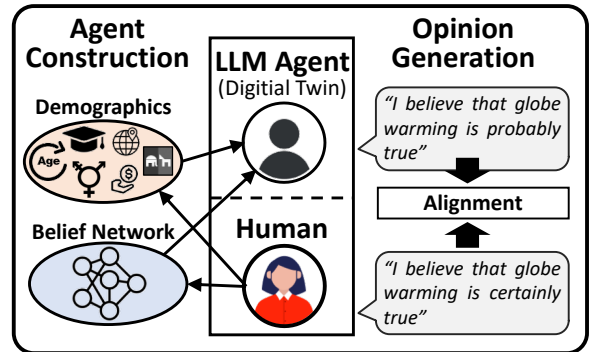 Agent
Construction
Demographics
Age
$
Belief Network
LLM Agent
(Digitial Twin)
Human
Opinion
Generation
“I believe that globe
warming is probably
true”
Alignment
“I believe that globe
warming is certainly
true”